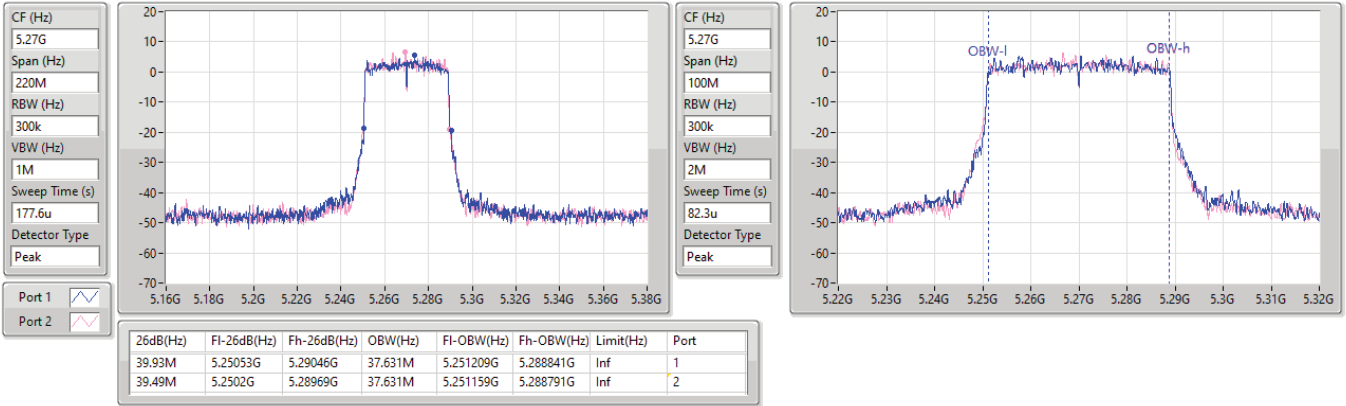 CF (Hz)
5.27G
Span (Hz)
220M
RBW (Hz)
300k
VBW (Hz)
1M
Sweep Time (s)
177.6u
Detector Type
Peak
Port 1
Port 2
20
10
0
-10
-20
-30
-40
-50
-60
-70
5.16G 5.18G 5.2G 5.22G 5.24G 5.26G 5.28G 5.3G 5.32G 5.34G 5.36G 5.38G
CF (Hz)
5.27G
Span (Hz)
100M
RBW (Hz)
300k
VBW (Hz)
2M
Sweep Time (s)
82.3u
Detector Type
Peak
20
10
0
-10
-20
-30
-40
-50
-60
-70
OBW-l OBW-h
5.22G 5.23G 5.24G 5.25G 5.26G 5.27G 5.28G 5.29G 5.3G 5.31G 5.32G
26dB(Hz) Fl-26dB(Hz) Fh-26dB(Hz) OBW(Hz) Fl-OBW(Hz) Fh-OBW(Hz) Limit(Hz) Port
39.93M 5.25053G 5.29046G 37.631M 5.251209G 5.288841G Inf 1
39.49M 5.2502G 5.28969G 37.631M 5.251159G 5.288791G Inf 2